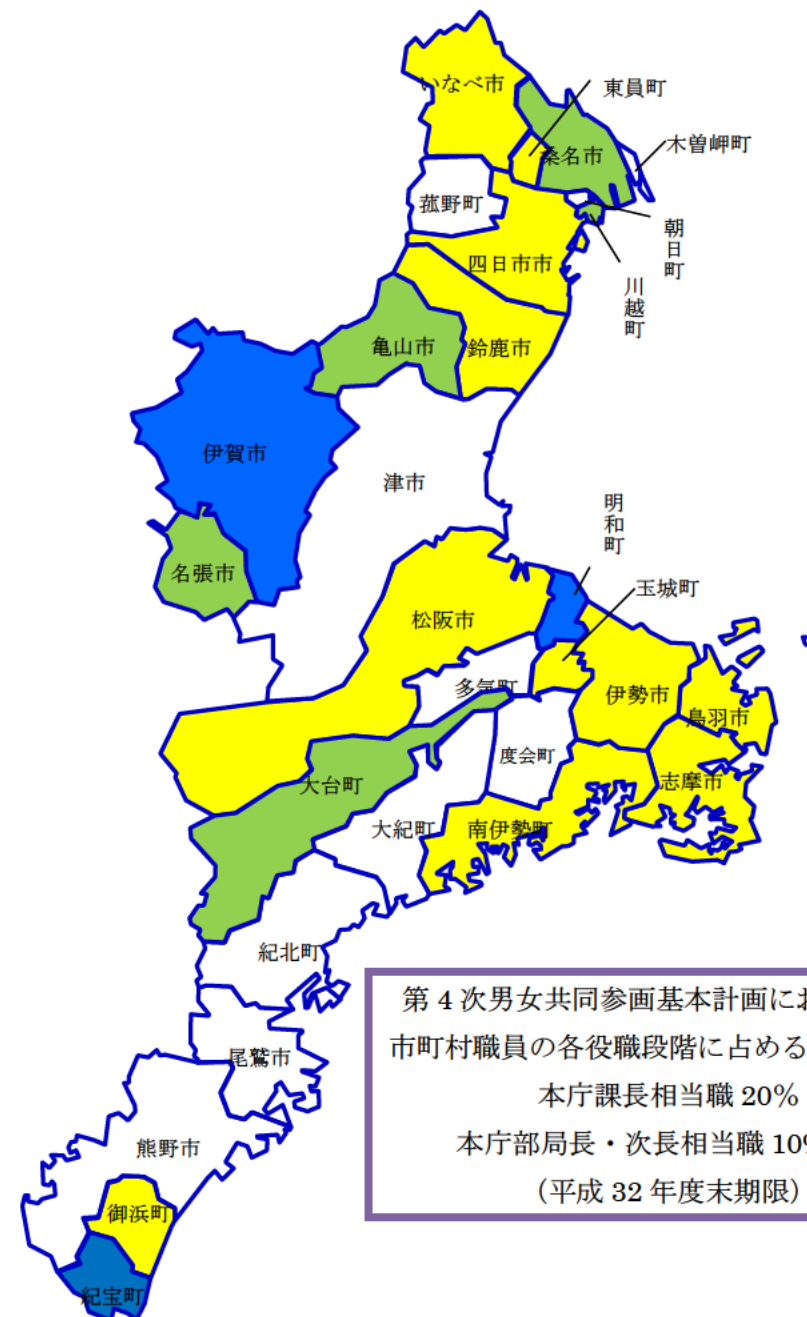 いなべ市
東員町
桑名市
木曽岬町
菰野町
朝日町
四日市市
川越町
亀山市
鈴鹿市
伊賀市
津市
明和町
名張市
玉城町
松阪市
多気町
伊勢市
鳥羽市
度会町
志摩市
大台町
大紀町
南伊勢町
紀北町
尾鷲市
熊野市
御浜町
紀宝町
第 4 次男女共同参画基本計画にお
市町村職員の各役職段階に占める
本庁課長相当職 20%
本庁部局長・次長相当職 10%
（平成 32 年度末期限）